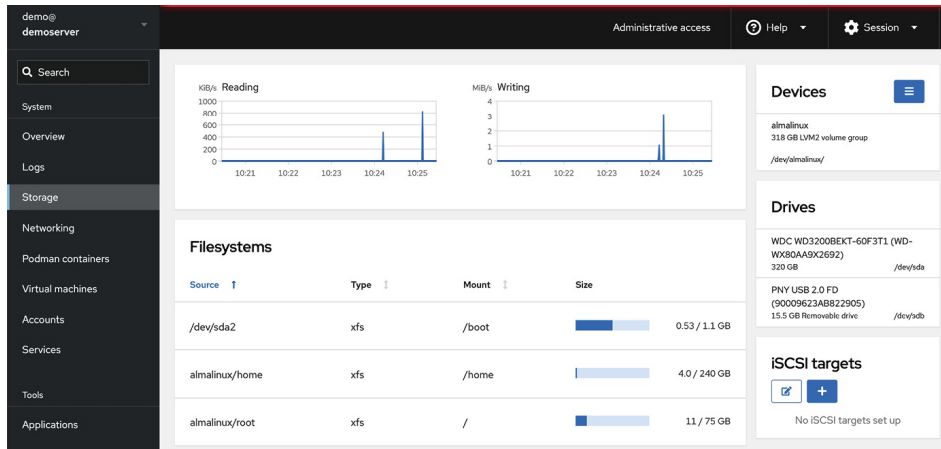 demo@
demoserver
Administrative access
Help
Session
Search
System
Overview
Logs
Storage
Networking
Podman containers
Virtual machines
Accounts
Services
Tools
Applications
KiB/s Reading
1000
800
600
400
200
0
10:21 10:22 10:23 10:24 10:25
MiB/s Writing
4
3
2
1
0
10:21 10:22 10:23 10:24 10:25
Filesystems
Source Type Mount Size
/dev/sda2 xfs /boot 0.53 / 1.1 GB
almalinux/home xfs /home 4.0 / 240 GB
almalinux/root xfs / 11 / 75 GB
Devices
almalinux
318 GB LVM2 volume group
/dev/almalinux/
Drives
WDC WD3200BEKT-60F3T1 (WD-
WX80AA9X2692)
320 GB /dev/sda
PNY USB 2.0 FD
(90009623AB822905)
15.5 GB Removable drive /dev/sdb
iSCSI targets
No iSCSI targets set up